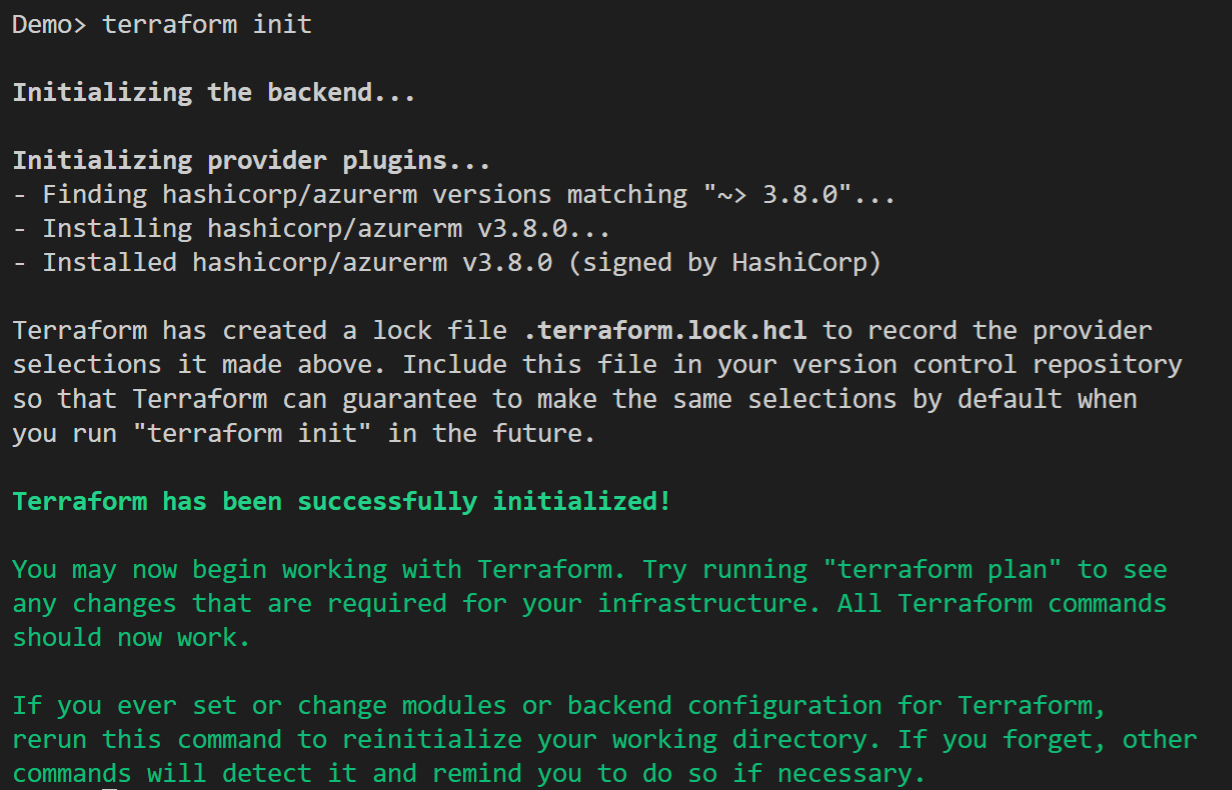 Demo> terraform init
Initializing the backend...
Initializing provider plugins...
- Finding hashicorp/azurerm versions matching "~> 3.8.0"...
- Installing hashicorp/azurerm v3.8.0...
- Installed hashicorp/azurerm v3.8.0 (signed by HashiCorp)
Terraform has created a lock file .terraform.lock.hcl to record the provider
selections it made above. Include this file in your version control repository
so that Terraform can guarantee to make the same selections by default when
you run "terraform init" in the future.
Terraform has been successfully initialized!
You may now begin working with Terraform. Try running "terraform plan" to see
any changes that are required for your infrastructure. All Terraform commands
should now work.
If you ever set or change modules or backend configuration for Terraform,
rerun this command to reinitialize your working directory. If you forget, other
commands will detect it and remind you to do so if necessary.